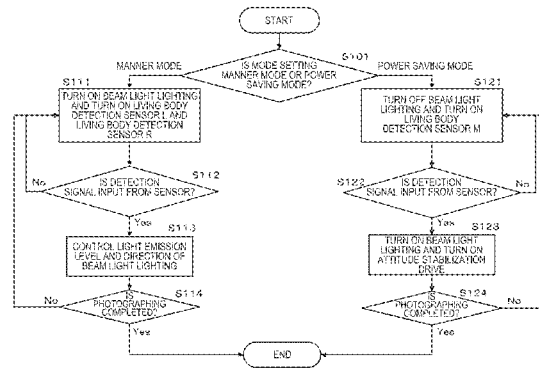 START
S101
IS MODE SETTING
MANNER MODE OR POWER
SAVING MODE?
MANNER MODE
POWER SAVING MODE
S111
TURN ON BEAM LIGHT LIGHTING
AND TURN ON LIVING BODY
DETECTION SENSOR L AND
LIVING BODY DETECTION
SENSOR R
S112
IS DETECTION
SIGNAL INPUT FROM SENSOR?
No
Yes
S113
CONTROL LIGHT EMISSION
LEVEL AND DIRECTION OF
BEAM LIGHT LIGHTING
S114
IS
PHOTOGRAPHING
COMPLETED?
No
Yes
S121
TURN OFF BEAM LIGHT
LIGHTING AND TURN ON
LIVING BODY
DETECTION SENSOR M
S122
IS DETECTION
SIGNAL INPUT FROM SENSOR?
No
Yes
S123
TURN ON BEAM LIGHT
LIGHTING AND TURN ON
ATTITUDE STABILIZATION
DRIVE
S124
IS
PHOTOGRAPHING
COMPLETED?
No
Yes
END